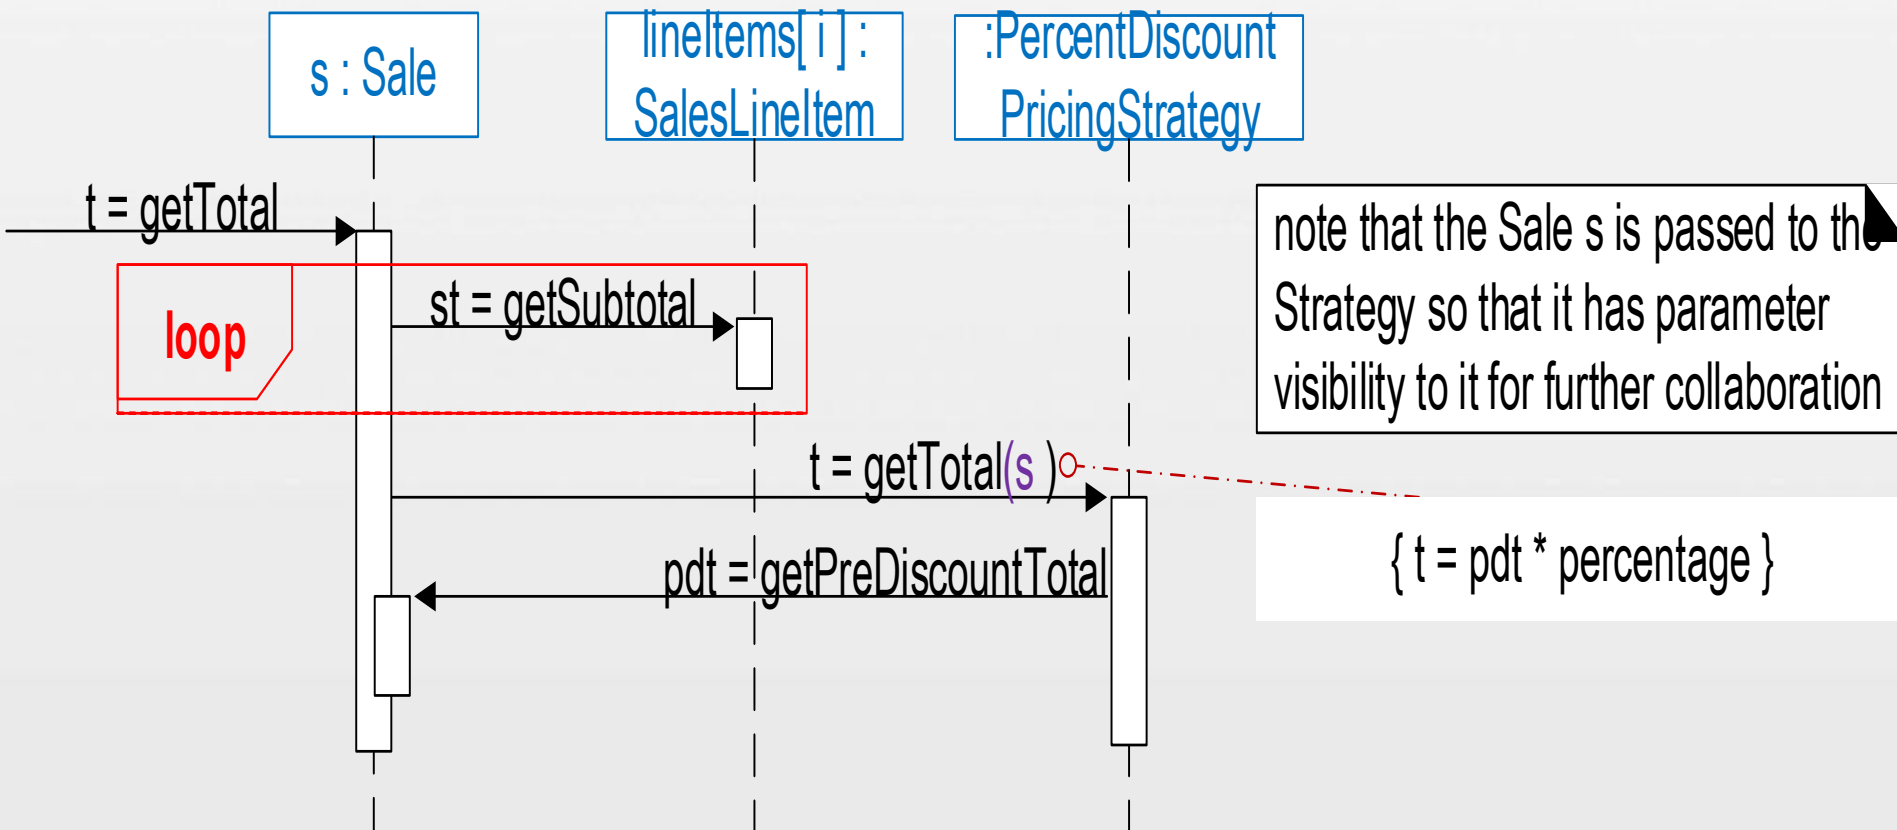 s : Sale
lineItems[ i ] :
SalesLineItem
:PercentDiscount
PricingStrategy
t = getTotal
loop
st = getSubtotal
note that the Sale s is passed to the
Strategy so that it has parameter
visibility to it for further collaboration
t = getTotal(s )
{ t = pdt * percentage }
pdt = getPreDiscountTotal